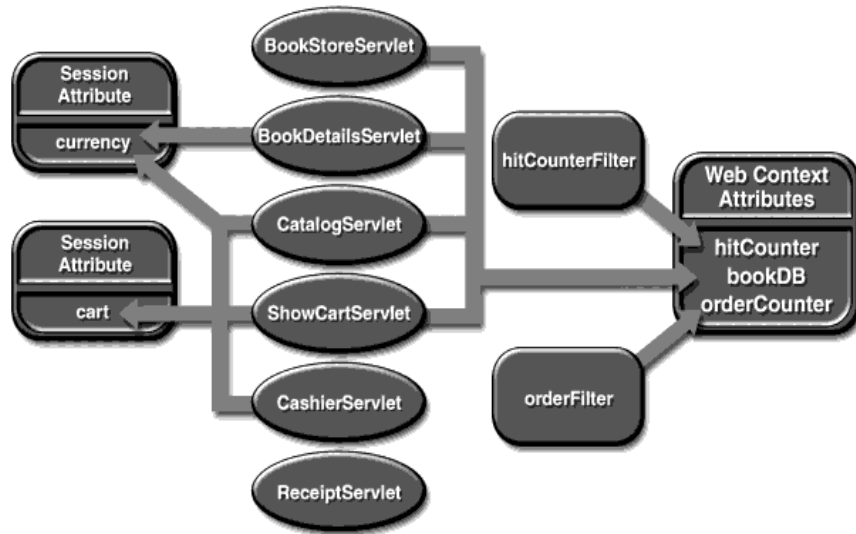 BookStoreServlet
Session
Attribute
currency
BookDetailsServlet
hitCounterFilter
Web Context
Attributes
CatalogServlet
Session
Attribute
cart
hitCounter
bookDB
orderCounter
ShowCartServlet
CashierServlet
orderFilter
ReceiptServlet